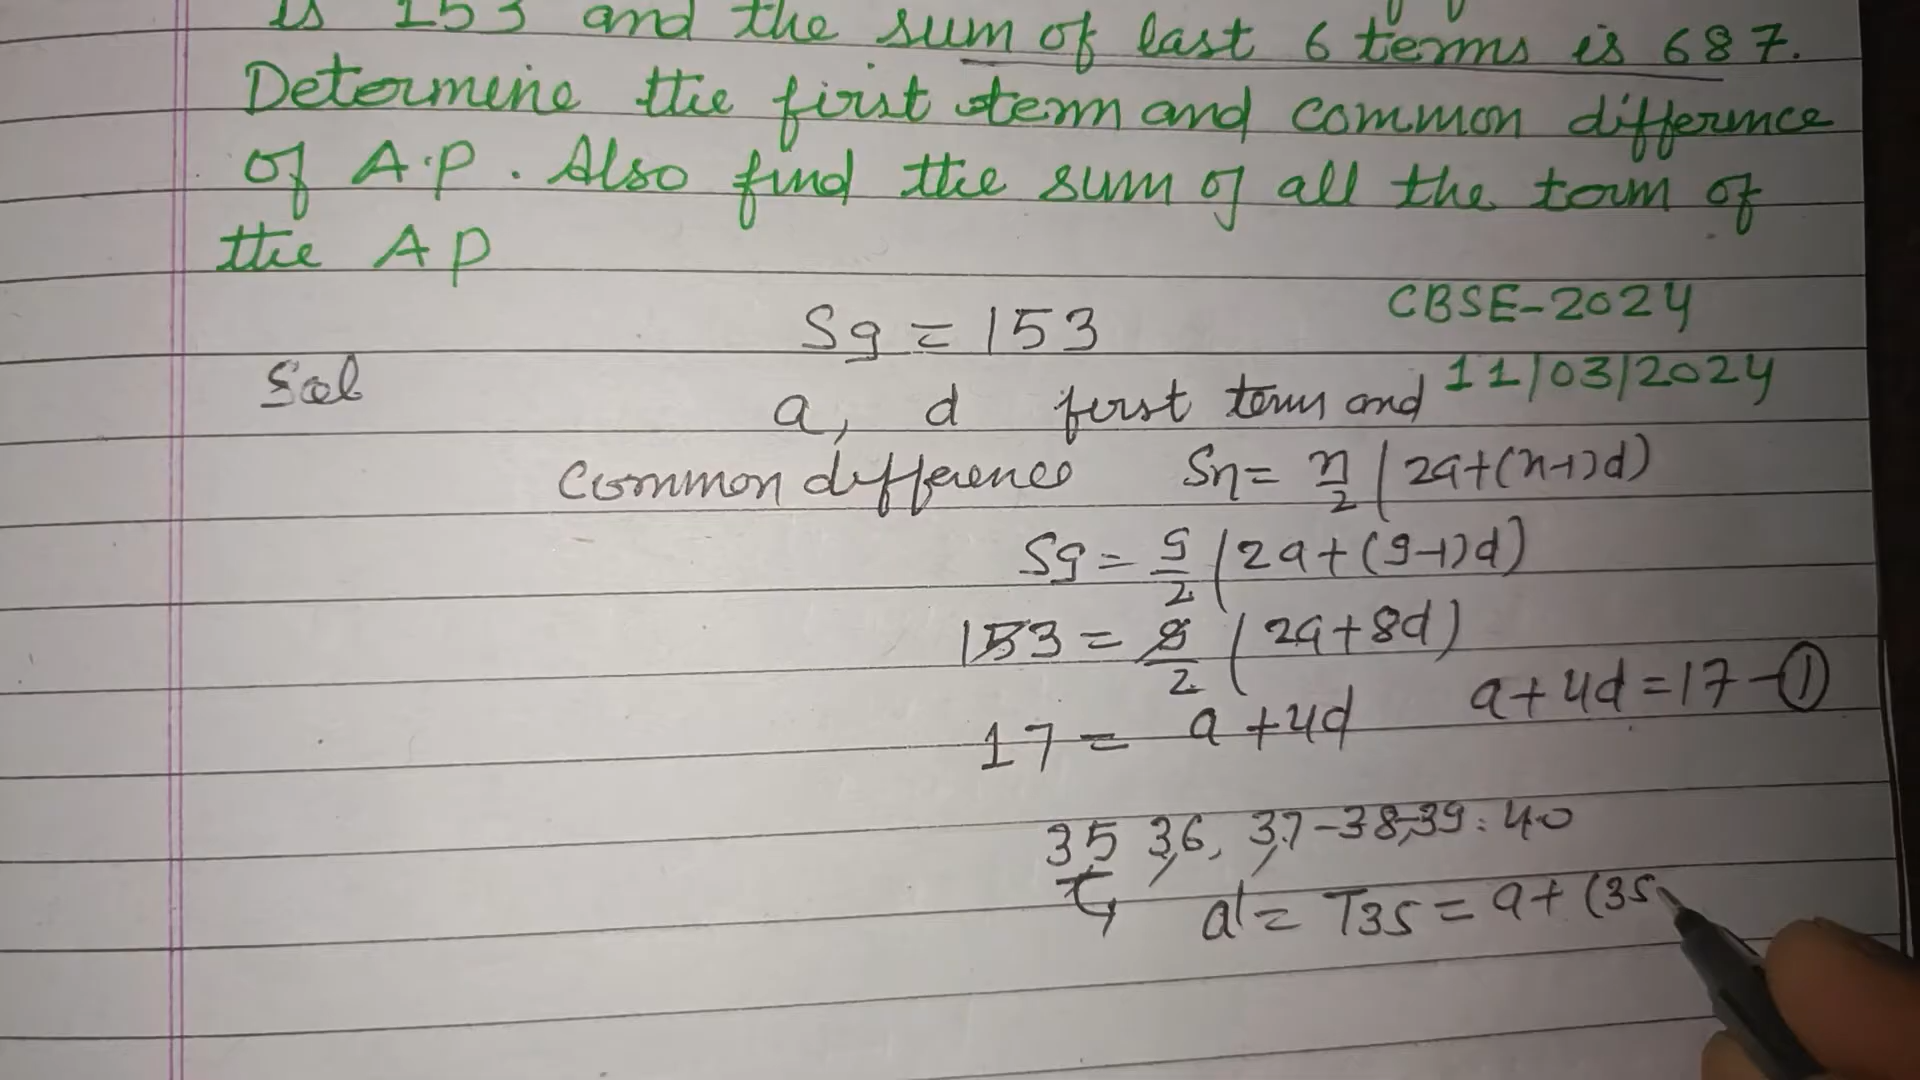 is 153 and the sum of last 6 terms is 687.
Determine the first term and common difference
of A.P. Also find the sum of all the term of
the AP
CBSE-2024
S9 = 153
11/03/2024
Sol
a, d first term and
common difference Sn = n/2 (2a+(n-1)d)
S9 = 9/2 (2a+(9-1)d)
153 = 9/2 (2a+8d)
17 = a+4d a+4d=17-①
35 36, 37-38,39. 40
a' = T35 = a+(35